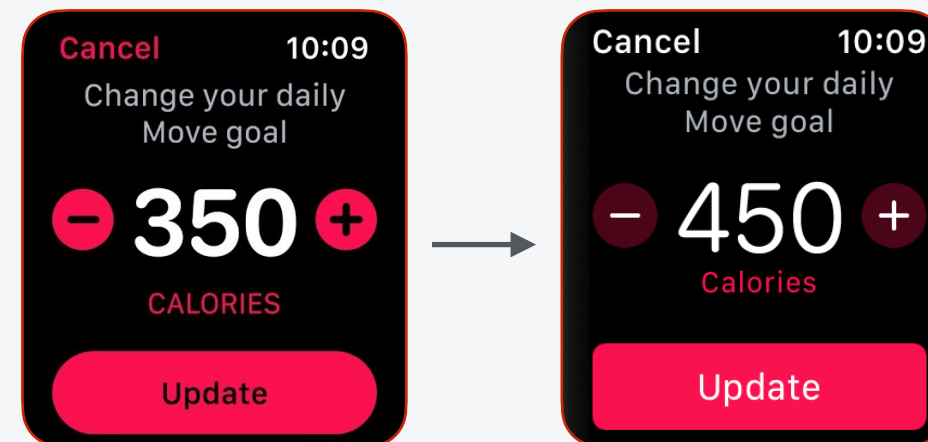 Cancel 10:09
Change your daily
Move goal
350
CALORIES
Update
Cancel 10:09
Change your daily
Move goal
450
Calories
Update